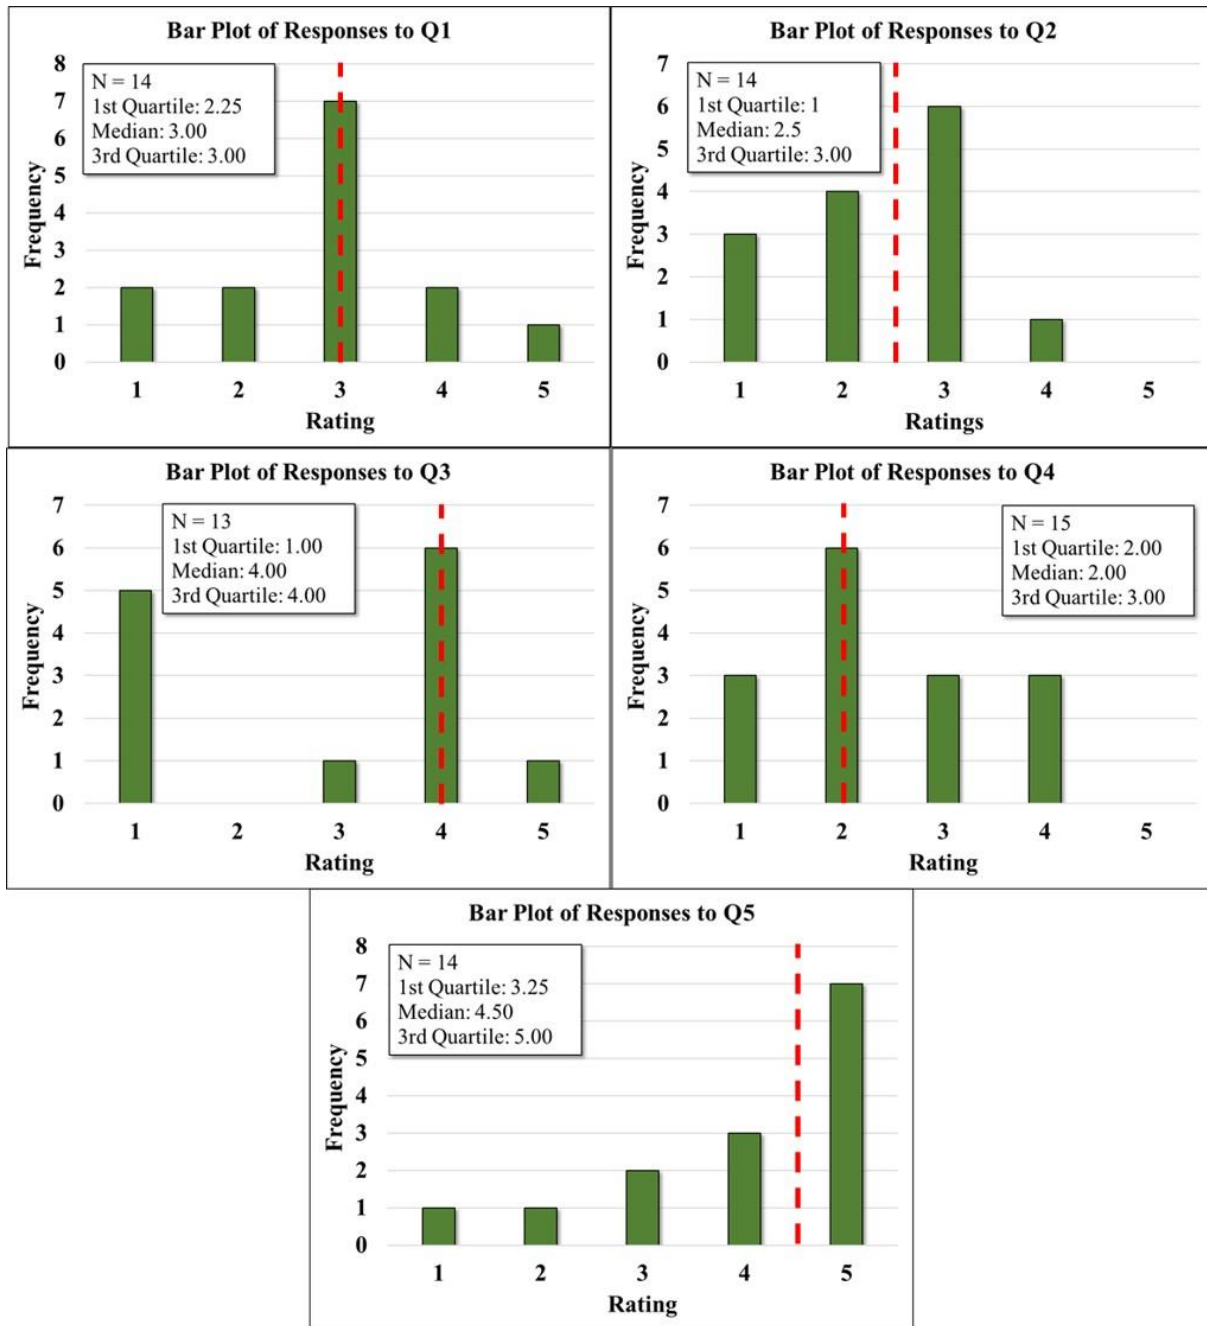 Bar Plot of Responses to Q1
8
7
6
5
4
3
2
1
0
Frequency
N = 14
1st Quartile: 2.25
Median: 3.00
3rd Quartile: 3.00
1 2 3 4 5
Rating
Bar Plot of Responses to Q2
7
6
5
4
3
2
1
0
Frequency
N = 14
1st Quartile: 1
Median: 2.5
3rd Quartile: 3.00
1 2 3 4 5
Ratings
Bar Plot of Responses to Q3
7
6
5
4
3
2
1
0
Frequency
N = 13
1st Quartile: 1.00
Median: 4.00
3rd Quartile: 4.00
1 2 3 4 5
Rating
Bar Plot of Responses to Q4
7
6
5
4
3
2
1
0
Frequency
N = 15
1st Quartile: 2.00
Median: 2.00
3rd Quartile: 3.00
1 2 3 4 5
Rating
Bar Plot of Responses to Q5
8
7
6
5
4
3
2
1
0
Frequency
N = 14
1st Quartile: 3.25
Median: 4.50
3rd Quartile: 5.00
1 2 3 4 5
Rating